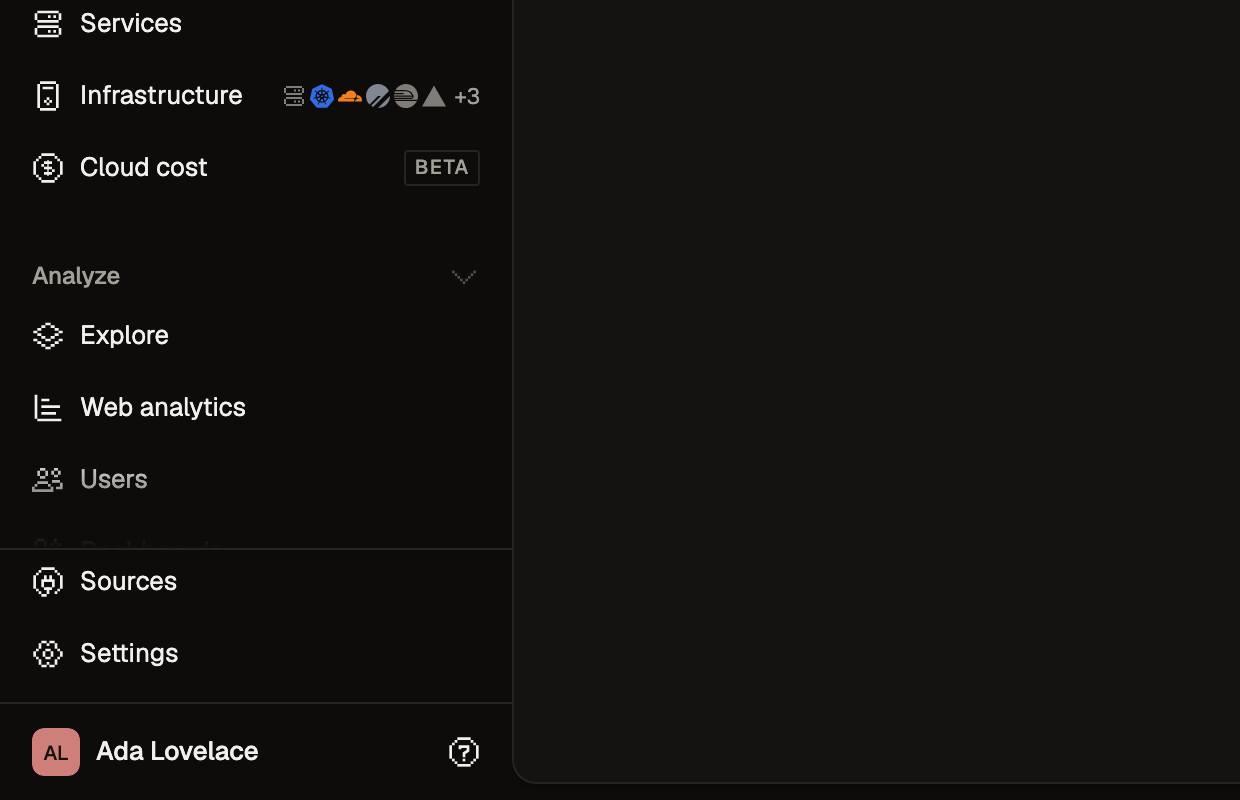 Services
Infrastructure +3
Cloud cost BETA
Analyze
Explore
Web analytics
Users
Sources
Settings
AL Ada Lovelace